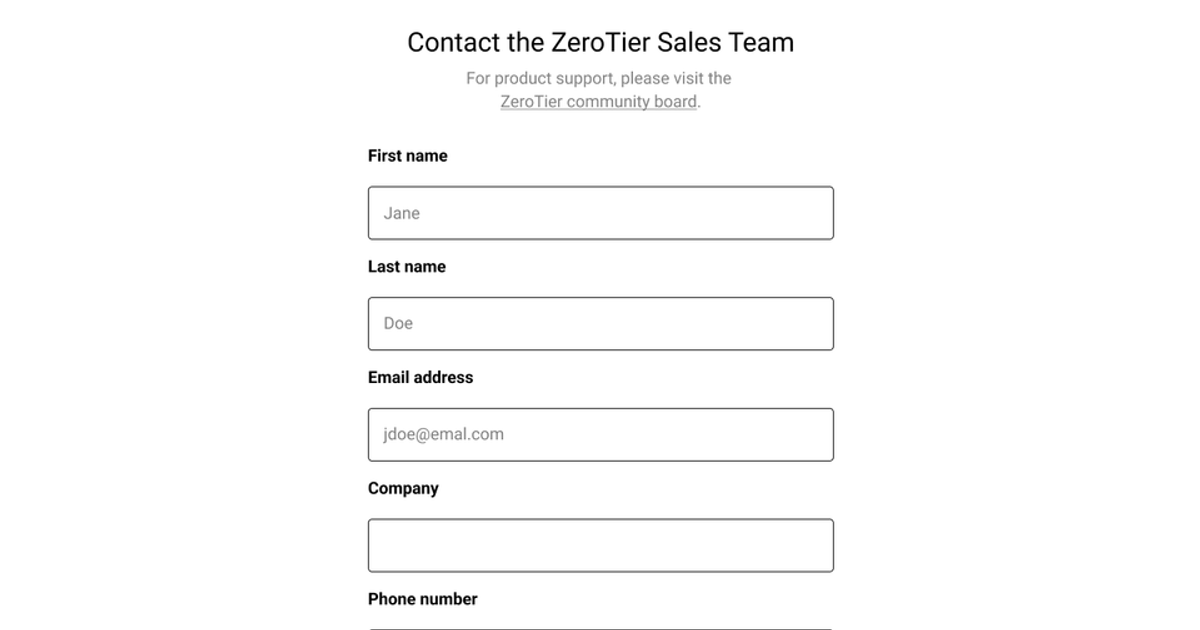 Contact the ZeroTier Sales Team
For product support, please visit the
ZeroTier community board.
First name
Jane
Last name
Doe
Email address
jdoe@emal.com
Company
Phone number